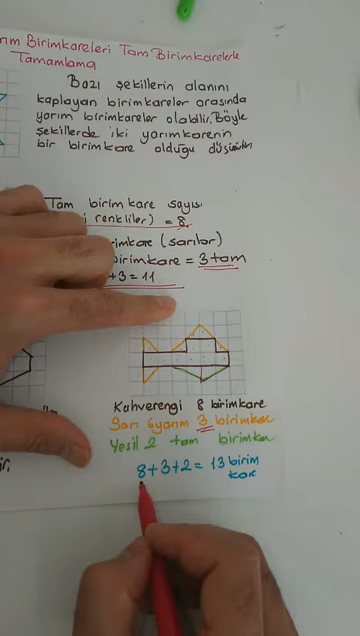 Birimkareleri Tam Birimkarelerle
Tamamlama
Bazı şekillerin alanını
kaplayan birimkareler arasında
yarım birimkareler olabilir. Böyle
şekillerde iki yarımkarenin
bir birimkare olduğu
Tam birim kare sayısı
renkliler) = 8
(sarılar)
birimkare = 3 tam
+3 = 11
Kahverengi 8 birimkare
Sarı 6 yarım 3 birimkare
Yeşil 2 tam
8+3+2 = 13 birim
kare